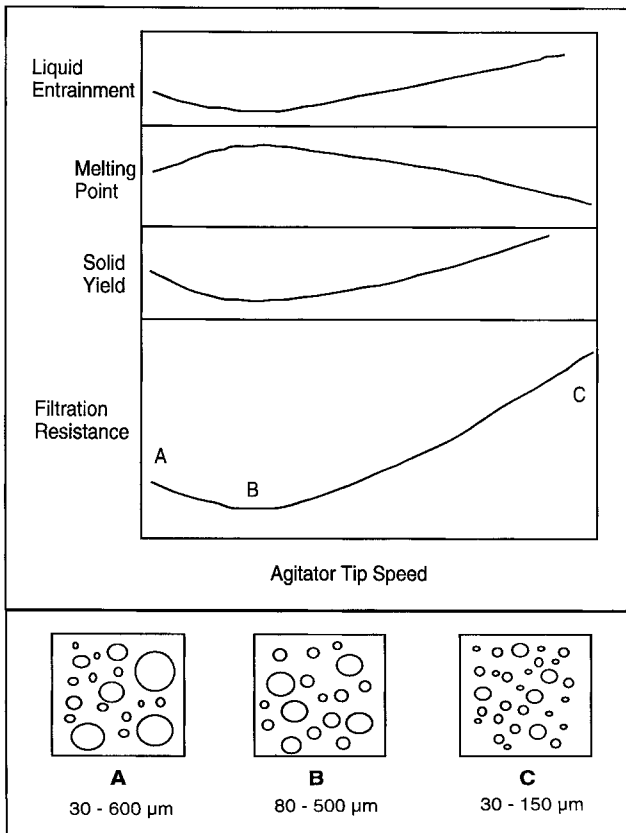 Liquid
Entrainment
Melting
Point
Solid
Yield
Filtration
Resistance
A
B
C
Agitator Tip Speed
A
B
C
30 - 600 µm
80 - 500 µm
30 - 150 µm